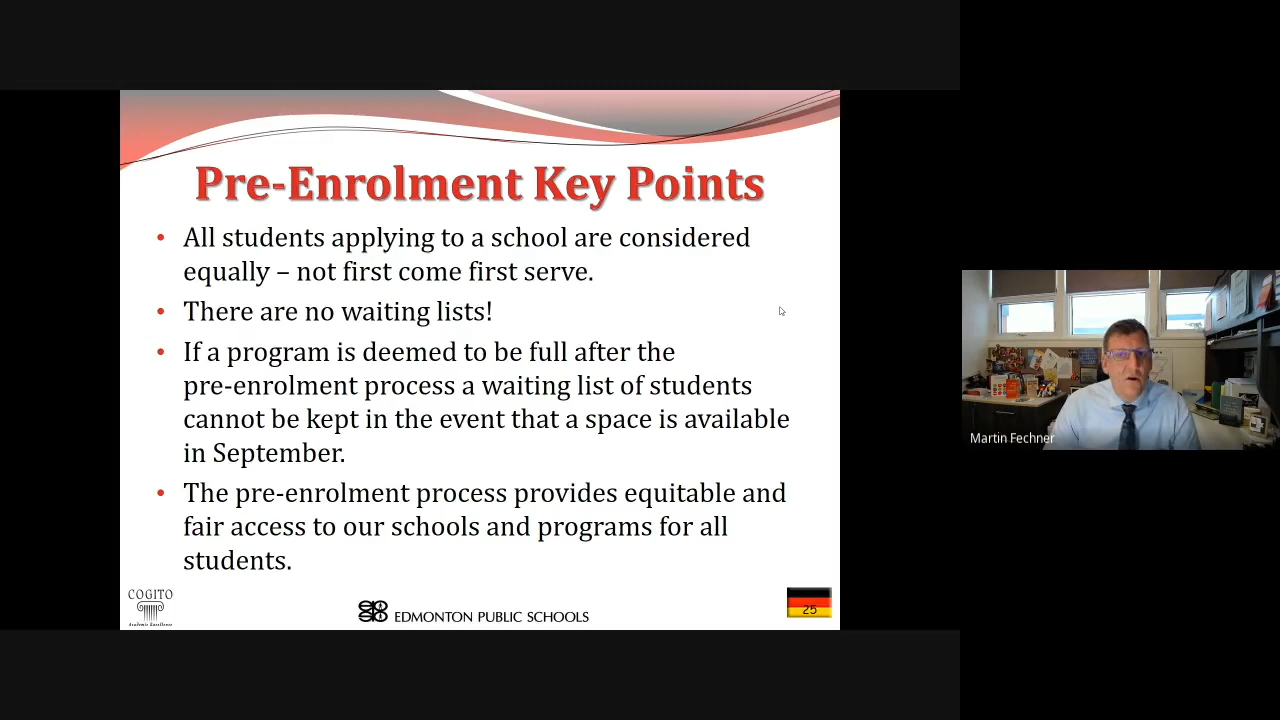 Pre-Enrolment Key Points
• All students applying to a school are considered
equally – not first come first serve.
• There are no waiting lists!
• If a program is deemed to be full after the
pre-enrolment process a waiting list of students
cannot be kept in the event that a space is available
in September.
• The pre-enrolment process provides equitable and
fair access to our schools and programs for all
students.
COGITO
Academic Excellence
EDMONTON PUBLIC SCHOOLS
25
Martin Fechner